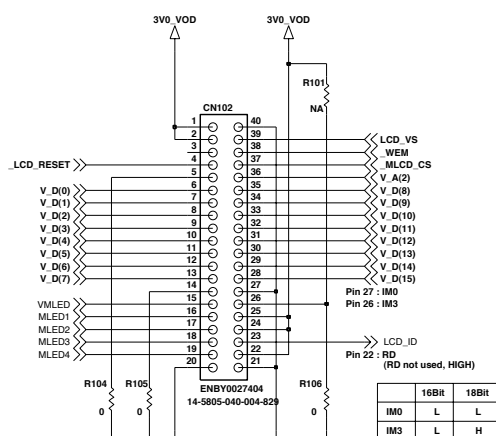 3V0_VOD 3V0_VOD
R101
NA
CN102
1 40
2 39 LCD_VS
3 38 _WEM
_LCD_RESET 4 37 _MLCD_CS
5 36 V_A(2)
V_D(0) 6 35 V_D(8)
V_D(1) 7 34 V_D(9)
V_D(2) 8 33 V_D(10)
V_D(3) 9 32 V_D(11)
V_D(4) 10 31 V_D(12)
V_D(5) 11 30 V_D(13)
V_D(6) 12 29 V_D(14)
V_D(7) 13 28 V_D(15)
14 27 Pin 27 : IM0
VMLED 15 26 Pin 26 : IM3
MLED1 16 25
MLED2 17 24
MLED3 18 23 LCD_ID
MLED4 19 22 Pin 22 : RD
20 21 (RD not used, HIGH)
R104 R105 ENBY0027404 R106
0 0 14-5805-040-004-829 0
16Bit 18Bit
IM0 L L
IM3 L H